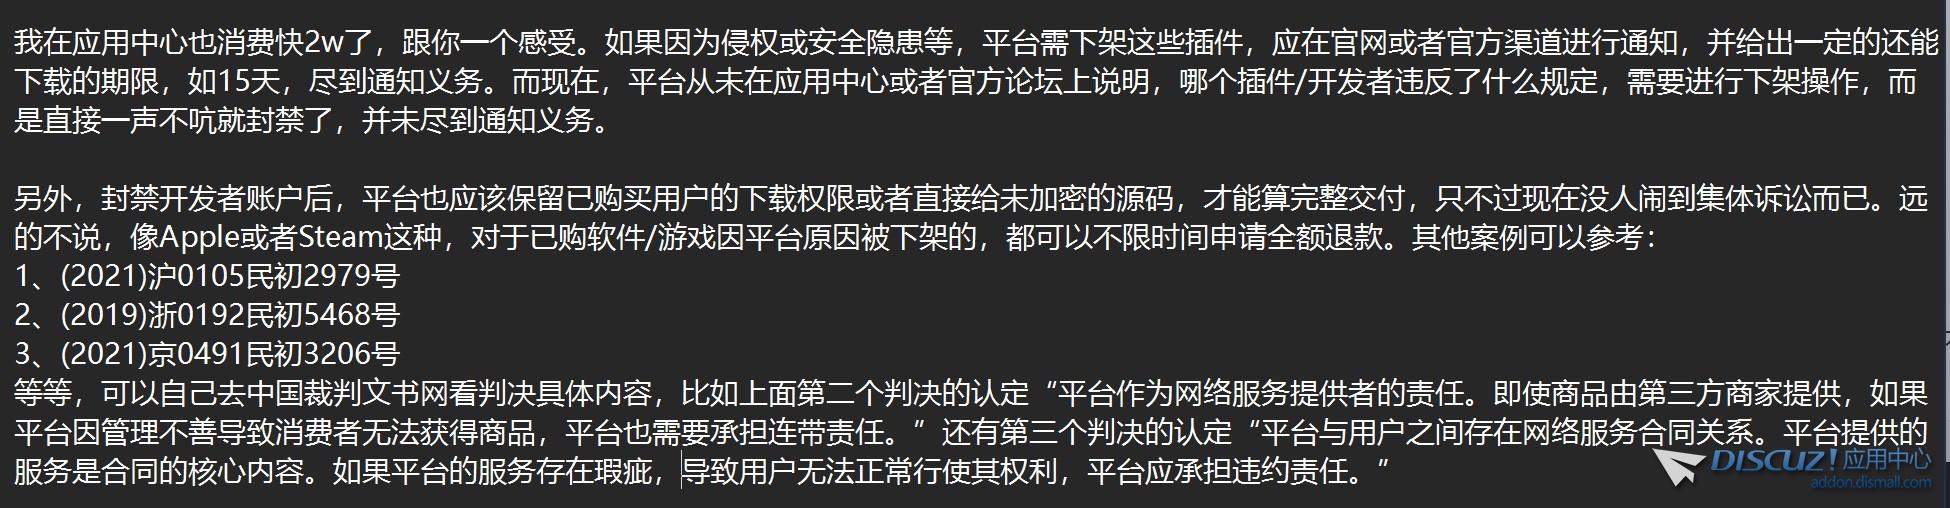 我在应用中心也消费快2w了，跟你一个感受。如果因为侵权或安全隐患等，平台需下架这些插件，应在官网或者官方渠道进行通知，并给出一定的还能
下载的期限，如15天，尽到通知义务。而现在，平台从未在应用中心或者官方论坛上说明，哪个插件/开发者违反了什么规定，需要进行下架操作，而
是直接一声不吭就封禁了，并未尽到通知义务。
另外，封禁开发者账户后，平台也应该保留已购买用户的下载权限或者直接给未加密的源码，才能算完整交付，只不过现在没人闹到集体诉讼而已。远
的不说，像Apple或者Steam这种，对于已购软件/游戏因平台原因被下架的，都可以不限时间申请全额退款。其他案例可以参考：
1、(2021)沪0105民初2979号
2、(2019)浙0192民初5468号
3、(2021)京0491民初3206号
等等，可以自己去中国裁判文书网看判决具体内容，比如上面第二个判决的认定“平台作为网络服务提供者的责任。即使商品由第三方商家提供，如果
平台因管理不善导致消费者无法获得商品，平台也需要承担连带责任。”还有第三个判决的认定“平台与用户之间存在网络服务合同关系。平台提供的
服务是合同的核心内容。如果平台的服务存在瑕疵，导致用户无法正常行使其权利，平台应承担违约责任。”
DISCUZ!应用中心
addon.dismall.com